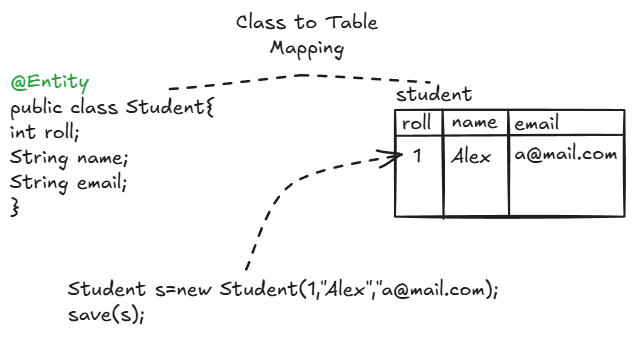 Class to Table
Mapping
@Entity
public class Student{
int roll;
String name;
String email;
}
student
roll name email
1 Alex a@mail.com
Student s=new Student(1,"Alex","a@mail.com);
save(s);